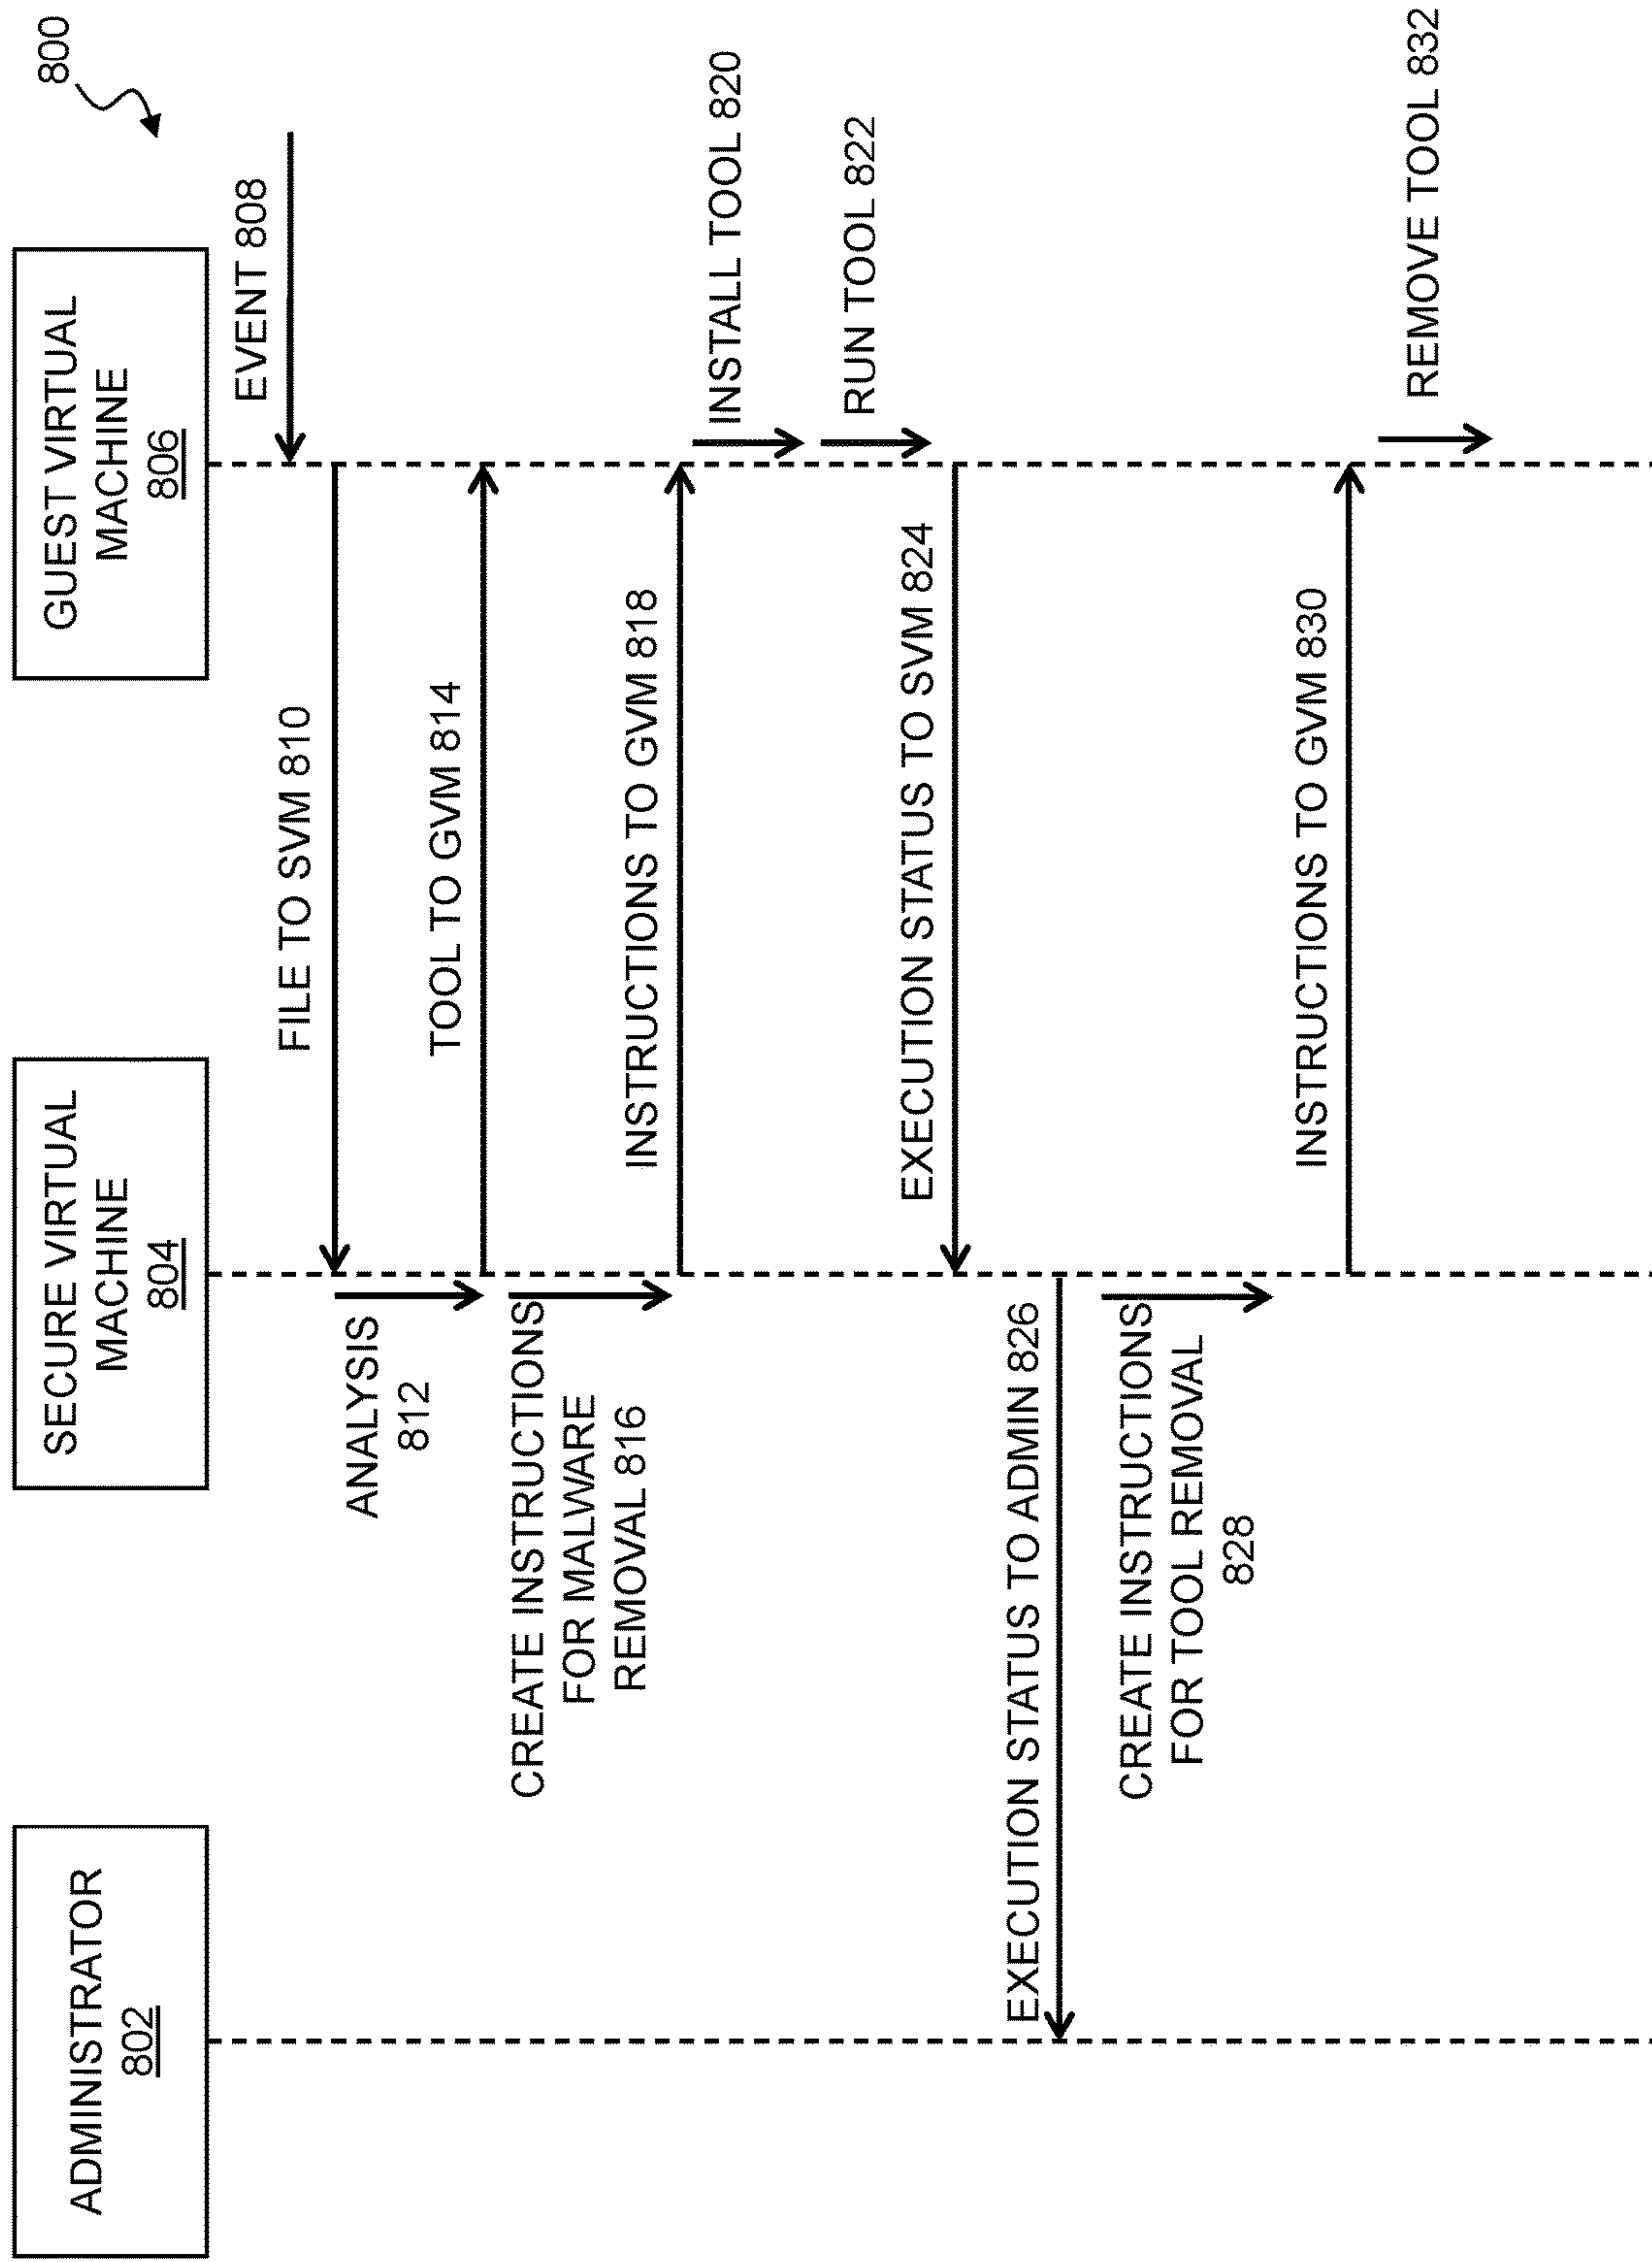 800
ADMINISTRATOR
802
SECURE VIRTUAL
MACHINE
804
GUEST VIRTUAL
MACHINE
806
EVENT 808
FILE TO SVM 810
ANALYSIS
812
TOOL TO GVM 814
CREATE INSTRUCTIONS
FOR MALWARE
REMOVAL 816
INSTRUCTIONS TO GVM 818
INSTALL TOOL 820
RUN TOOL 822
EXECUTION STATUS TO SVM 824
EXECUTION STATUS TO ADMIN 826
CREATE INSTRUCTIONS
FOR TOOL REMOVAL
828
INSTRUCTIONS TO GVM 830
REMOVE TOOL 832